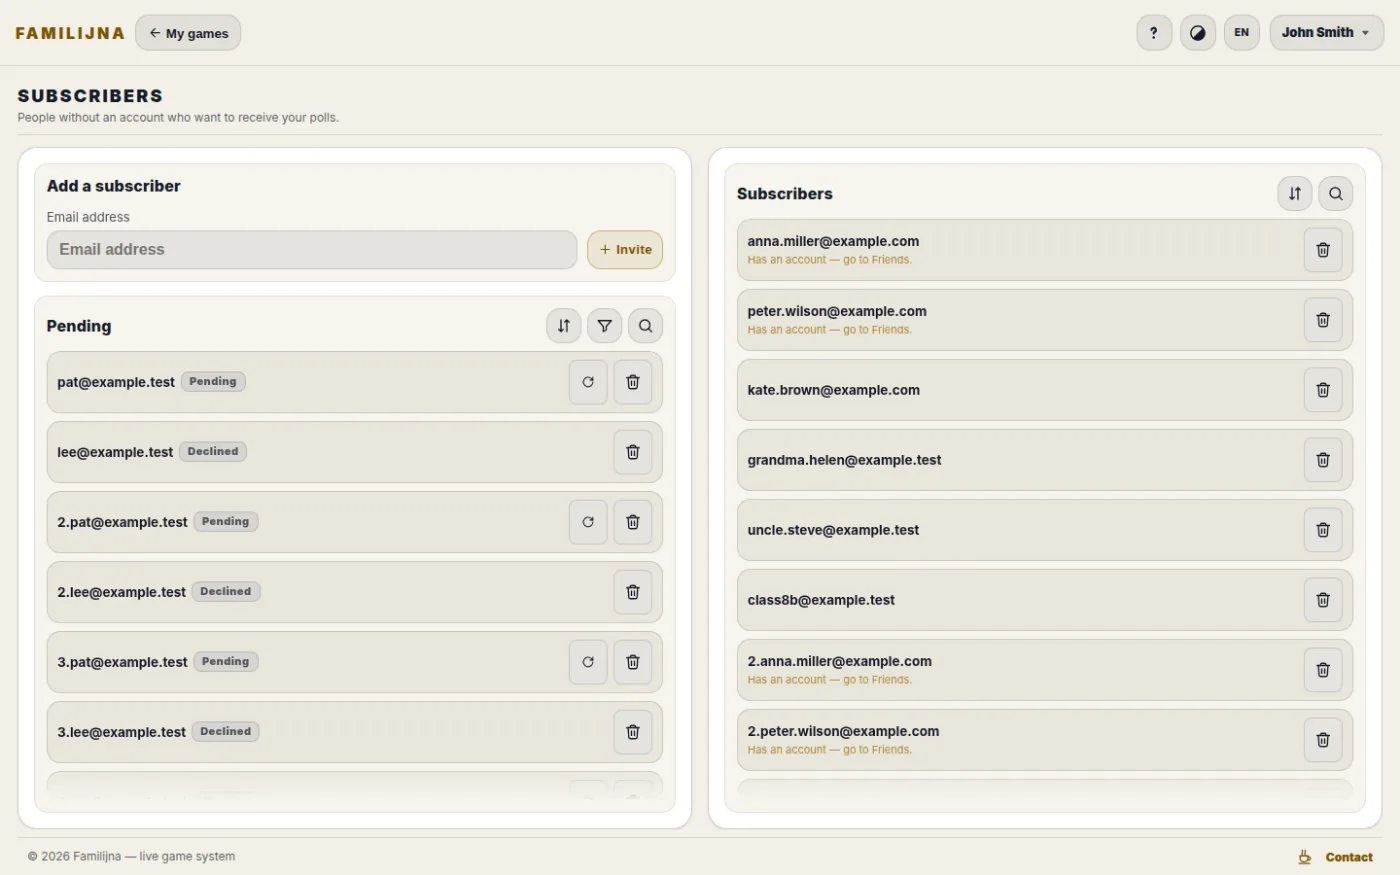 FAMILIJNA
← My games
?
EN
John Smith
SUBSCRIBERS
People without an account who want to receive your polls.
Add a subscriber
Email address
Email address
+ Invite
Pending
pat@example.test Pending
lee@example.test Declined
2.pat@example.test Pending
2.lee@example.test Declined
3.pat@example.test Pending
3.lee@example.test Declined
Subscribers
anna.miller@example.com
Has an account — go to Friends.
peter.wilson@example.com
Has an account — go to Friends.
kate.brown@example.com
grandma.helen@example.test
uncle.steve@example.test
class8b@example.test
2.anna.miller@example.com
Has an account — go to Friends.
2.peter.wilson@example.com
Has an account — go to Friends.
© 2026 Familijna — live game system
Contact